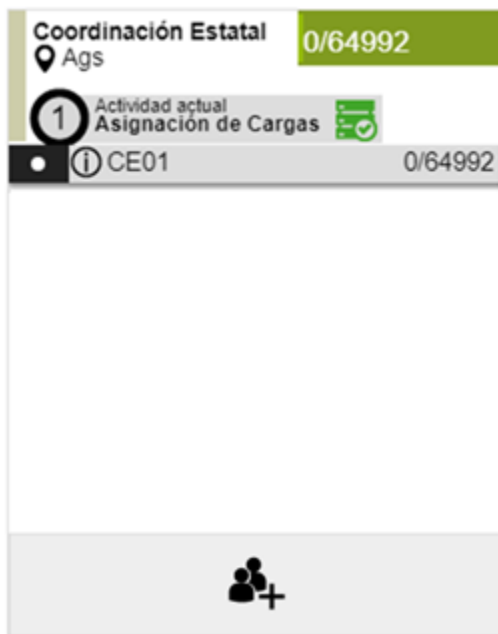 Coordinación Estatal
0/64992
Ags
1
Actividad actual
Asignación de Cargas
i CE01 0/64992